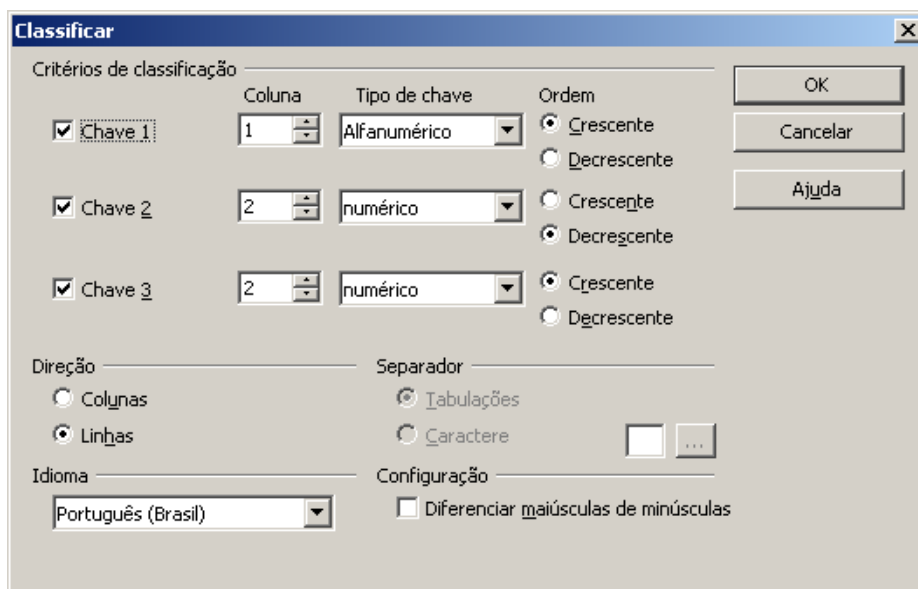 Classificar
Critérios de classificação
Coluna Tipo de chave Ordem
OK
Chave 1 1 Alfanumérico Crescente
Decrescente
Cancelar
Chave 2 2 numérico Crescente
Decrescente
Ajuda
Chave 3 2 numérico Crescente
Decrescente
Direção Separador
Colunas Tabulações
Linhas Caractere ...
Idioma Configuração
Português (Brasil) Diferenciar maiúsculas de minúsculas